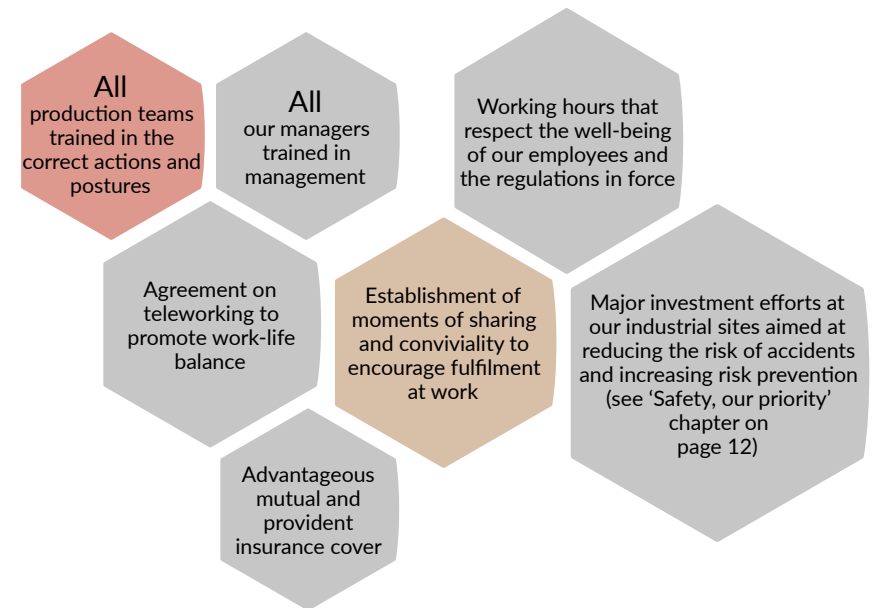 All
production teams
trained in the
correct actions and
postures
All
our managers
trained in
management
Working hours that
respect the well-being
of our employees and
the regulations in force
Agreement on
teleworking to
promote work-life
balance
Establishment of
moments of sharing
and conviviality to
encourage fulfilment
at work
Major investment efforts at
our industrial sites aimed at
reducing the risk of accidents
and increasing risk prevention
(see ‘Safety, our priority’
chapter on
page 12)
Advantageous
mutual and
provident
insurance cover